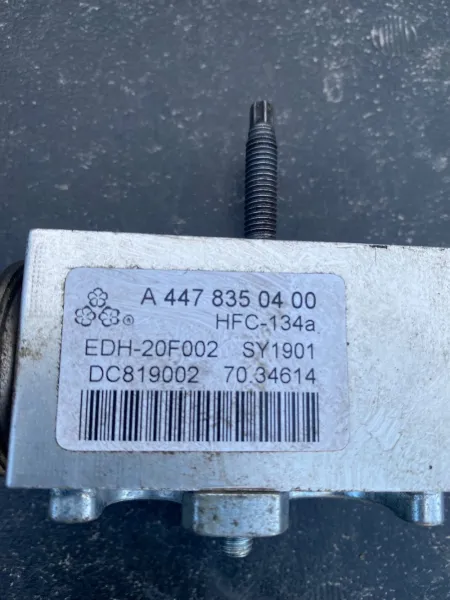 A 447 835 04 00
HFC-134a
®
EDH-20F002 SY1901
DC819002 70.34614